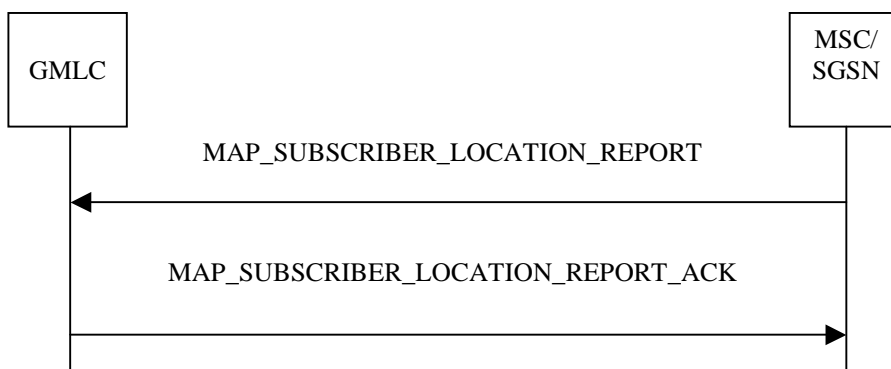 GMLC
MSC/
SGSN
MAP_SUBSCRIBER_LOCATION_REPORT
MAP_SUBSCRIBER_LOCATION_REPORT_ACK